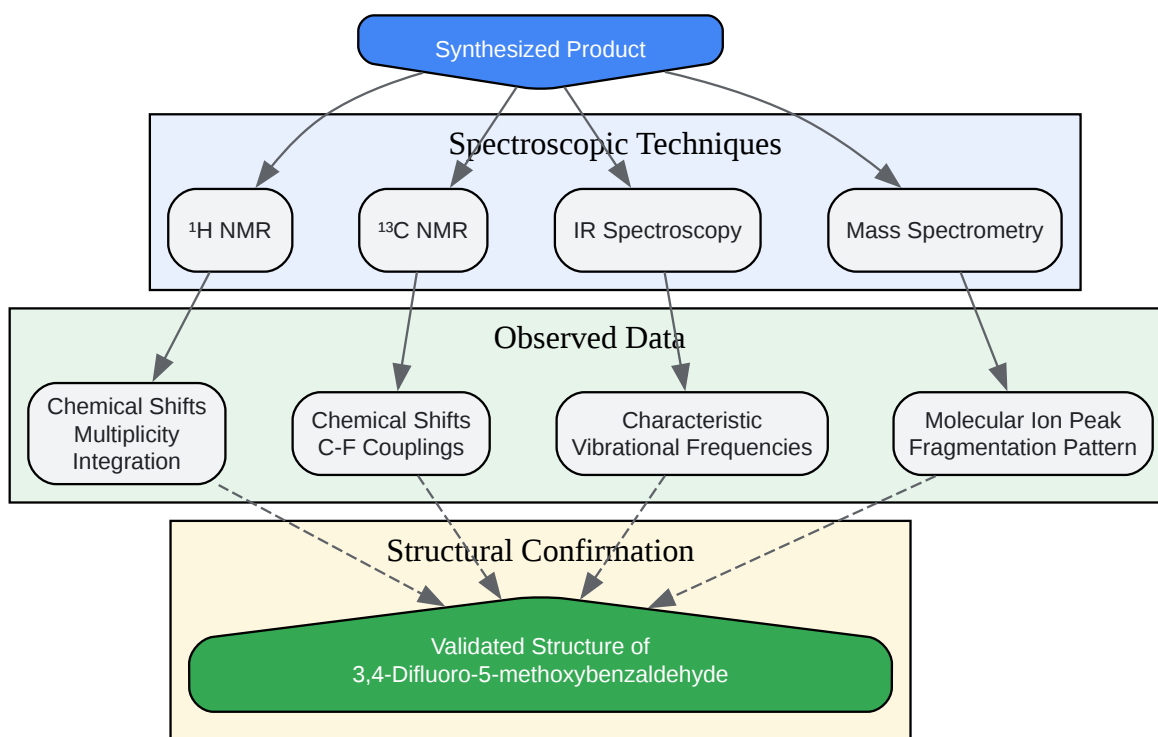 Synthesized Product
Spectroscopic Techniques
¹H NMR
¹³C NMR
IR Spectroscopy
Mass Spectrometry
Observed Data
Chemical Shifts
Multiplicity
Integration
Chemical Shifts
C-F Couplings
Characteristic
Vibrational Frequencies
Molecular Ion Peak
Fragmentation Pattern
Structural Confirmation
Validated Structure of
3,4-Difluoro-5-methoxybenzaldehyde